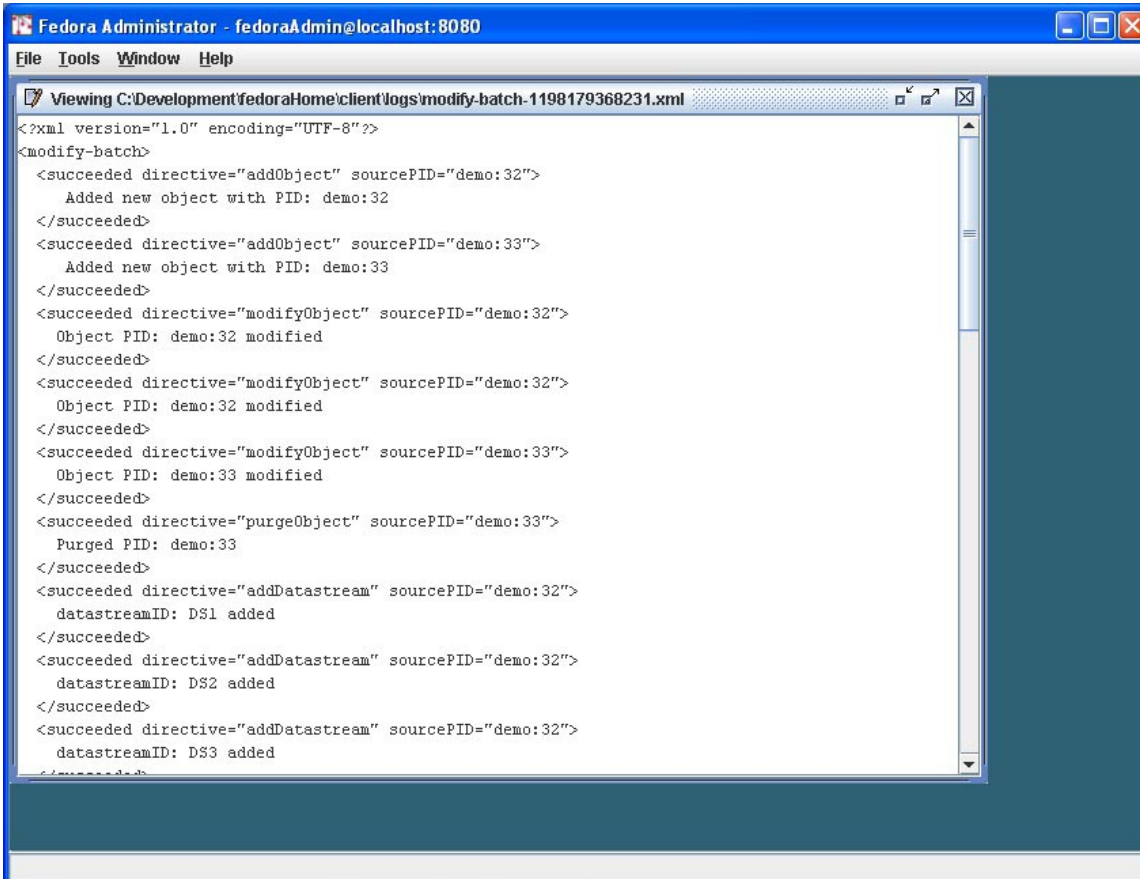 Fedora Administrator - fedoraAdmin@localhost:8080
File Tools Window Help
Viewing C:\Development\fedoraHome\client\logs\modify-batch-1198179368231.xml
<?xml version="1.0" encoding="UTF-8"?>
<modify-batch>
<succeeded directive="addObject" sourcePID="demo:32">
Added new object with PID: demo:32
</succeeded>
<succeeded directive="addObject" sourcePID="demo:33">
Added new object with PID: demo:33
</succeeded>
<succeeded directive="modifyObject" sourcePID="demo:32">
Object PID: demo:32 modified
</succeeded>
<succeeded directive="modifyObject" sourcePID="demo:32">
Object PID: demo:32 modified
</succeeded>
<succeeded directive="modifyObject" sourcePID="demo:33">
Object PID: demo:33 modified
</succeeded>
<succeeded directive="purgeObject" sourcePID="demo:33">
Purged PID: demo:33
</succeeded>
<succeeded directive="addDatastream" sourcePID="demo:32">
datastreamID: DS1 added
</succeeded>
<succeeded directive="addDatastream" sourcePID="demo:32">
datastreamID: DS2 added
</succeeded>
<succeeded directive="addDatastream" sourcePID="demo:32">
datastreamID: DS3 added